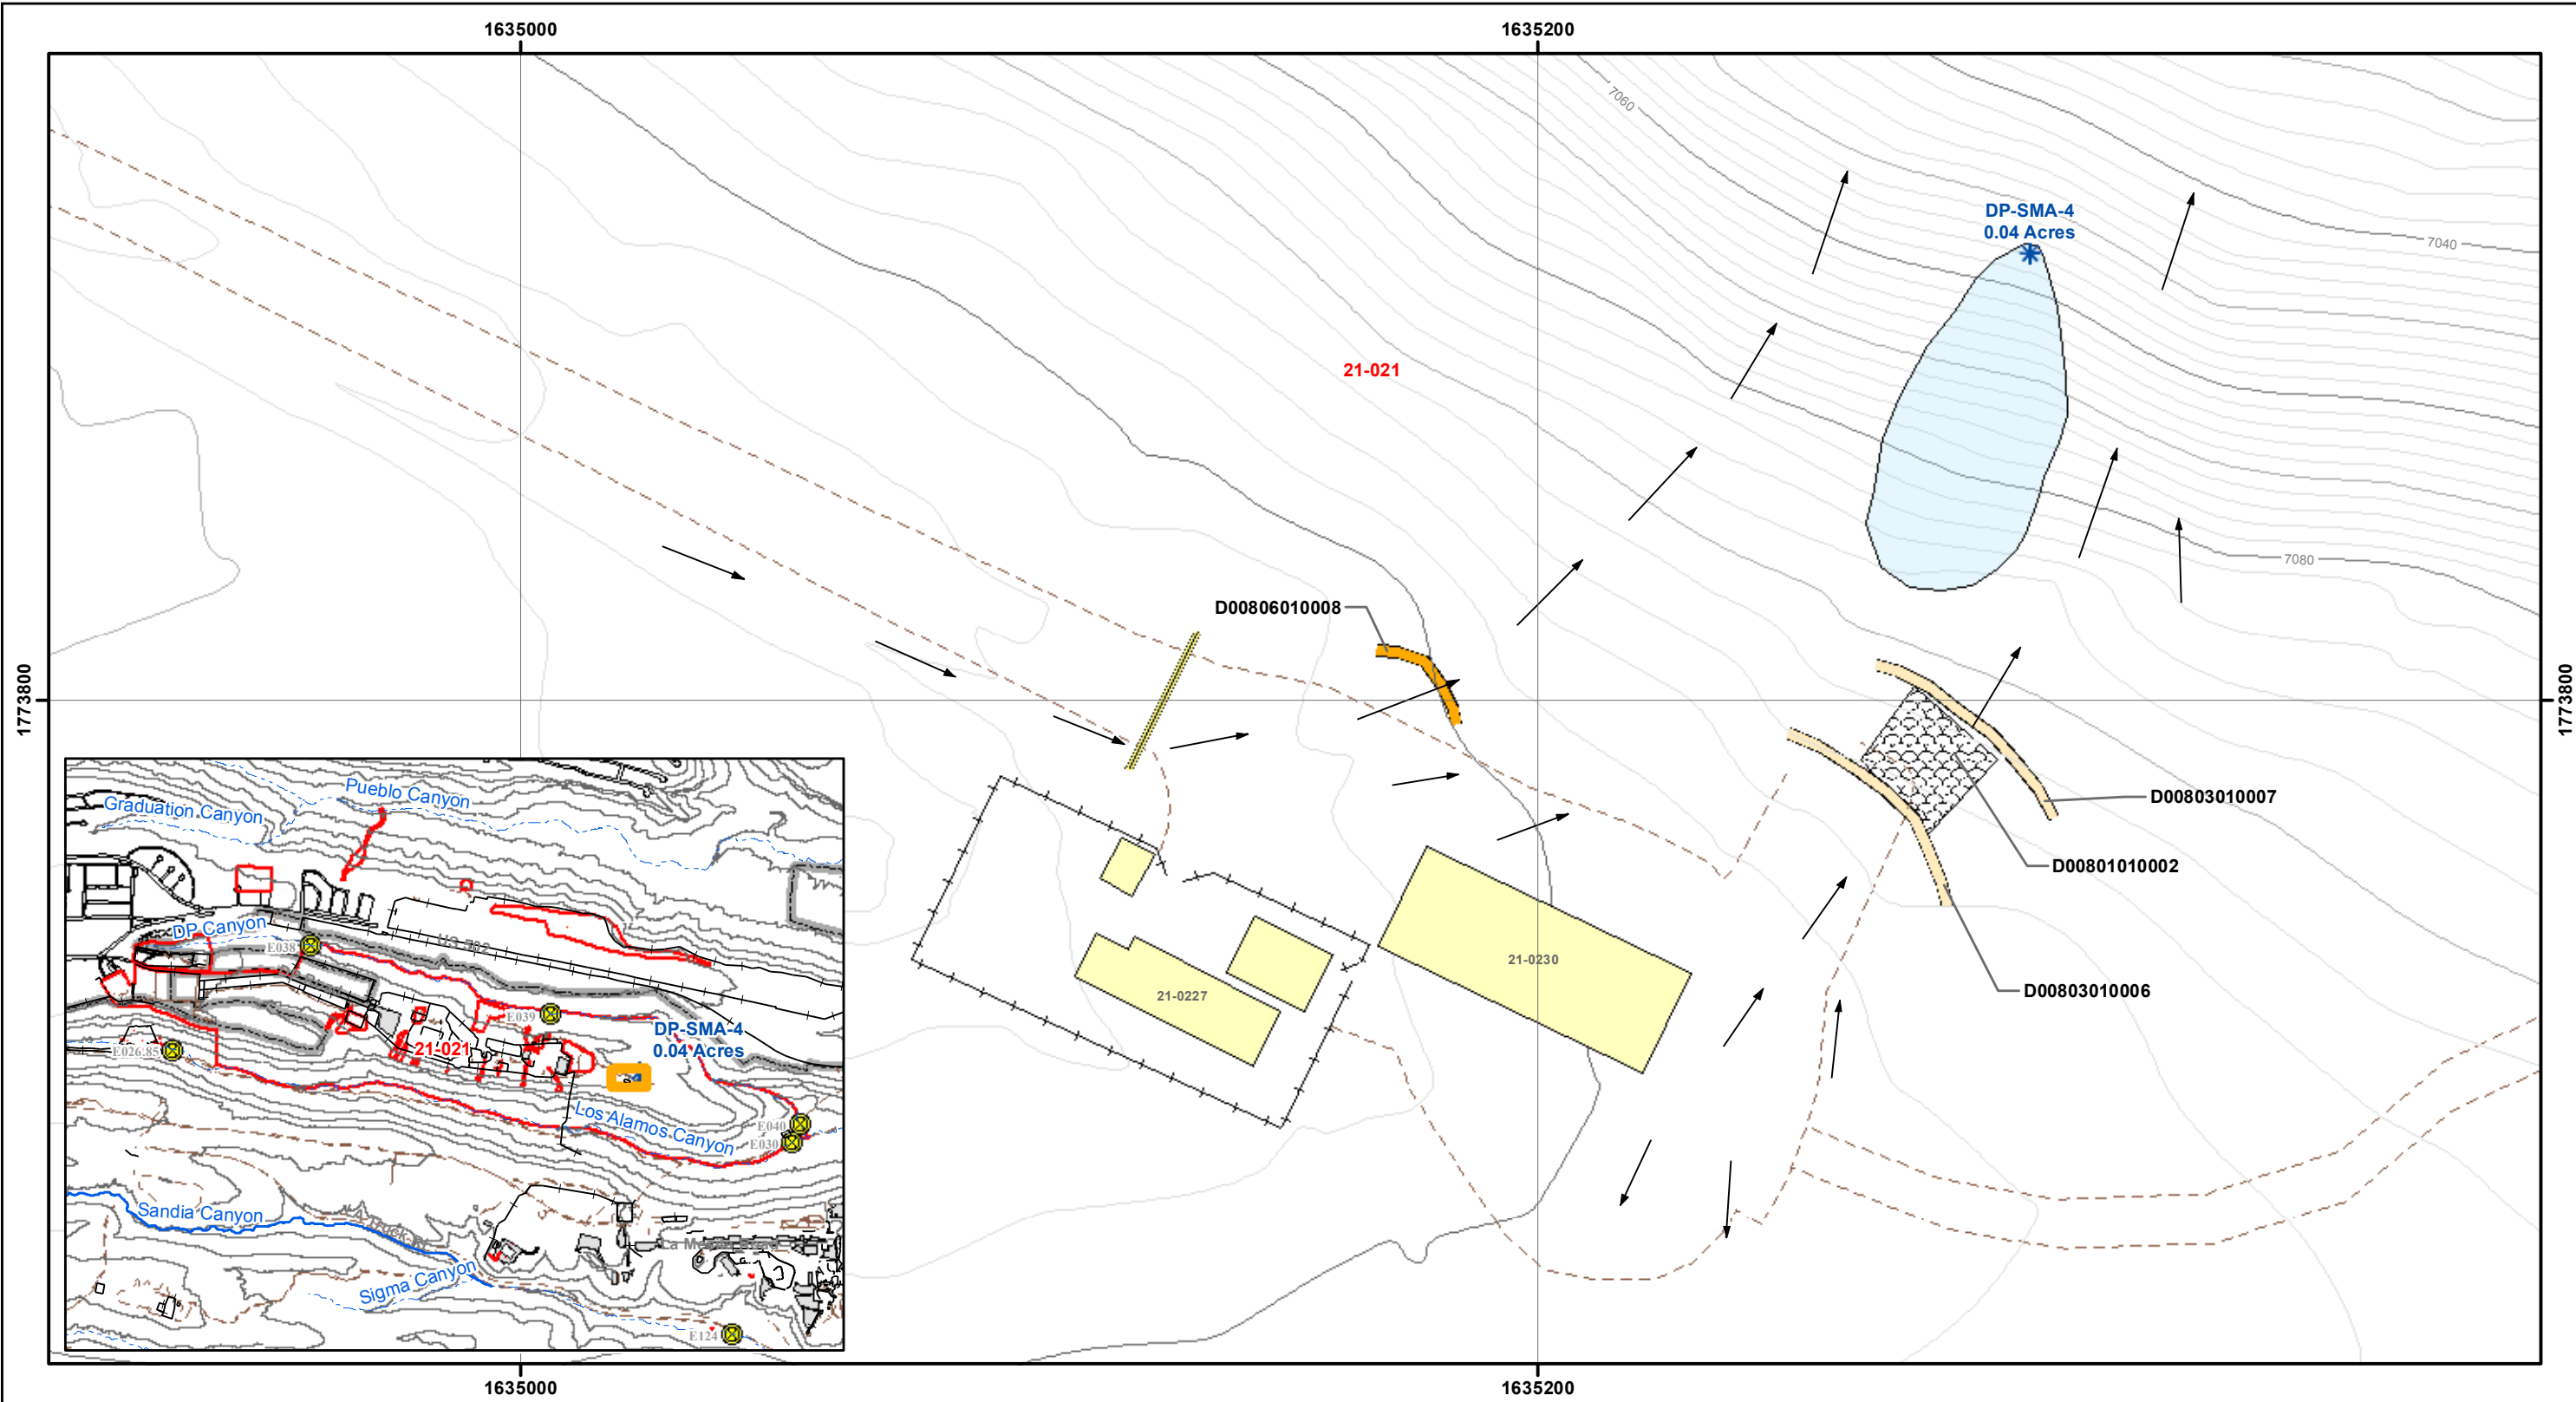 1635000
1635200
7060
DP-SMA-4
0.04 Acres
7040
21-021
7080
D00806010008
1773800
1773800
D00803010007
D00801010002
D00803010006
21-0230
21-0227
Pueblo Canyon
Graduation Canyon
DP Canyon
US 502
E038
E039
DP-SMA-4
0.04 Acres
21-021
E026.85
Los Alamos Canyon
E040
E030
Sandia Canyon
Sigma Canyon
E124
1635000
1635200